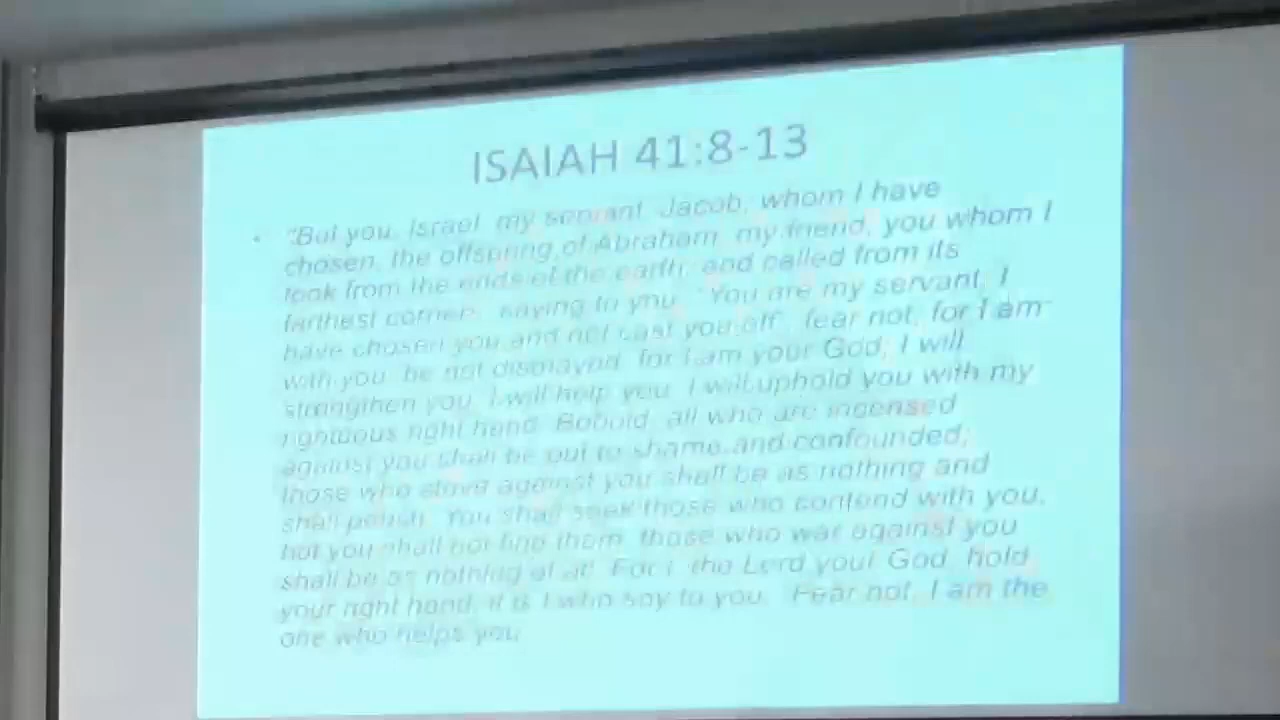 ISAIAH 41:8-13
• "But you, Israel, my servant, Jacob, whom I have
chosen, the offspring of Abraham, my friend; you whom I
took from the ends of the earth, and called from its
farthest corners, saying to you, "You are my servant, I
have chosen you and not cast you off"; fear not, for I am
with you; be not dismayed, for I am your God; I will
strengthen you, I will help you, I will uphold you with my
righteous right hand. Behold, all who are incensed
against you shall be put to shame and confounded;
those who strive against you shall be as nothing and
shall perish. You shall seek those who contend with you,
but you shall not find them; those who war against you
shall be as nothing at all. For I, the Lord your God, hold
your right hand; it is I who say to you, "Fear not, I am the
one who helps you